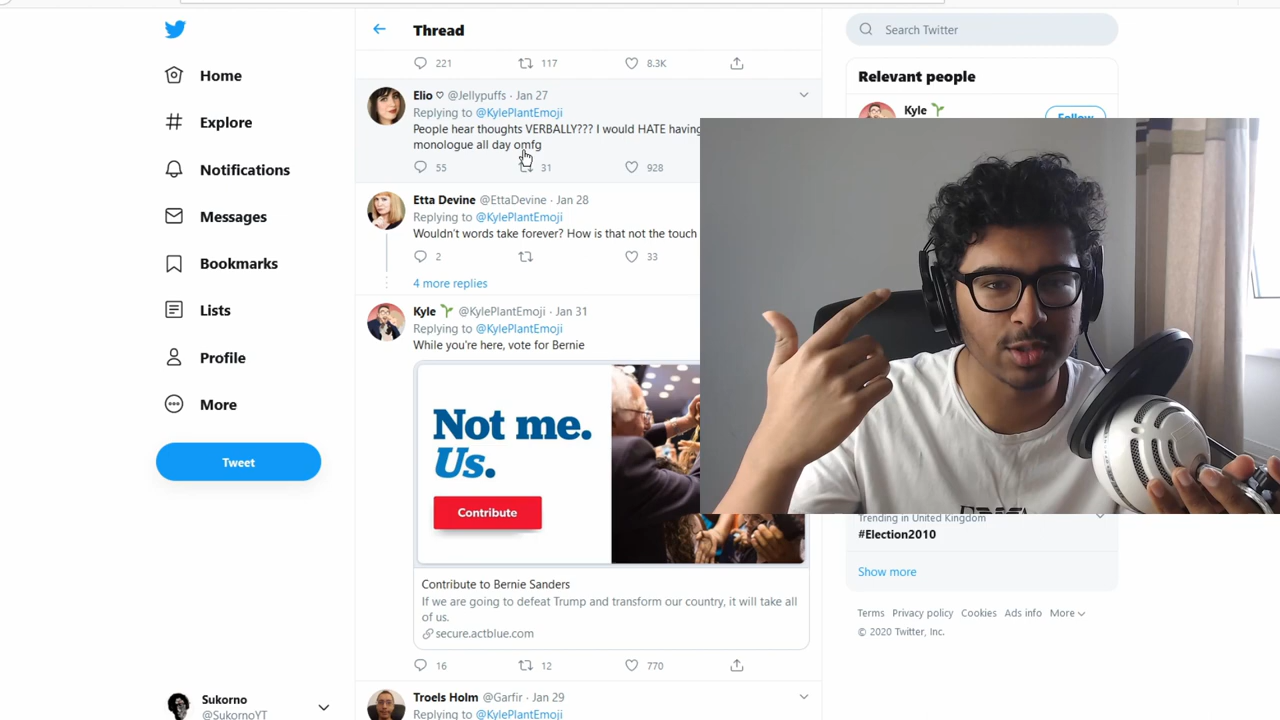 Thread
Search Twitter
Home
Explore
Notifications
Messages
Bookmarks
Lists
Profile
More
Tweet
Sukorno
@SukornoYT
221 117 8.3K
Elio ♡ @Jellypuffs · Jan 27
Replying to @KylePlantEmoji
People hear thoughts VERBALLY??? I would HATE having
monologue all day omfg
55 31 928
Etta Devine @EttaDevine · Jan 28
Replying to @KylePlantEmoji
Wouldn't words take forever? How is that not the touch
2 33
4 more replies
Kyle 🌱 @KylePlantEmoji · Jan 31
Replying to @KylePlantEmoji
While you're here, vote for Bernie
Not me.
Us.
Contribute
Contribute to Bernie Sanders
If we are going to defeat Trump and transform our country, it will take all
of us.
secure.actblue.com
16 12 770
Troels Holm @Garfir · Jan 29
Replying to @KylePlantEmoji
Relevant people
Kyle 🌱
Follow
Trending in United Kingdom
#Election2010
Show more
Terms Privacy policy Cookies Ads info More
© 2020 Twitter, Inc.